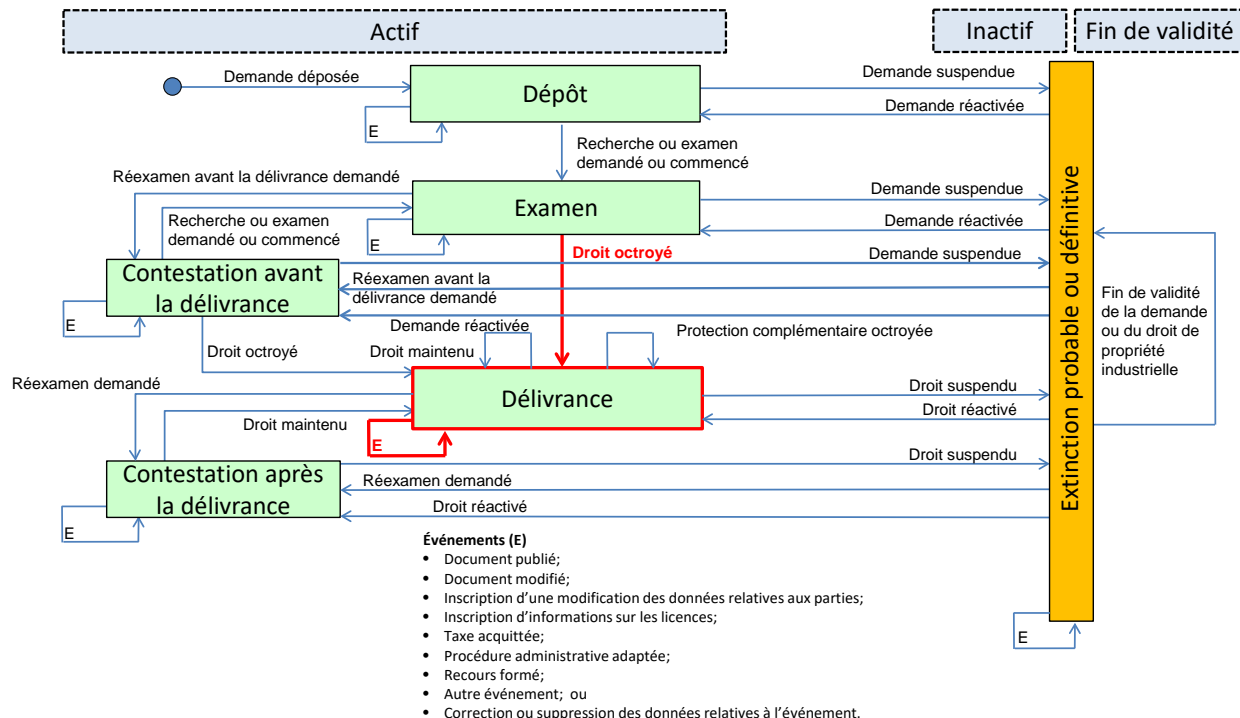 Actif
Inactif
Fin de validité
Demande déposée
Dépôt
Demande suspendue
Demande réactivée
E
Recherche ou examen
demandé ou commencé
Réexamen avant la délivrance demandé
Examen
Demande suspendue
Recherche ou examen
demandé ou commencé
E
Demande réactivée
Droit octroyé
Demande suspendue
Contestation avant
la délivrance
Réexamen avant la
délivrance demandé
E
Demande réactivée
Protection complémentaire octroyée
Droit octroyé
Droit maintenu
Extinction probable ou définitive
Fin de validité
de la demande
ou du droit de
propriété
industrielle
Réexamen demandé
Délivrance
Droit suspendu
Droit maintenu
Droit réactivé
E
Droit suspendu
Contestation après
la délivrance
Réexamen demandé
Droit réactivé
E
Événements (E)
• Document publié;
• Document modifié;
• Inscription d’une modification des données relatives aux parties;
• Inscription d’informations sur les licences;
• Taxe acquittée;
• Procédure administrative adaptée;
• Recours formé;
• Autre événement; ou
• Correction ou suppression des données relatives à l’événement.
E